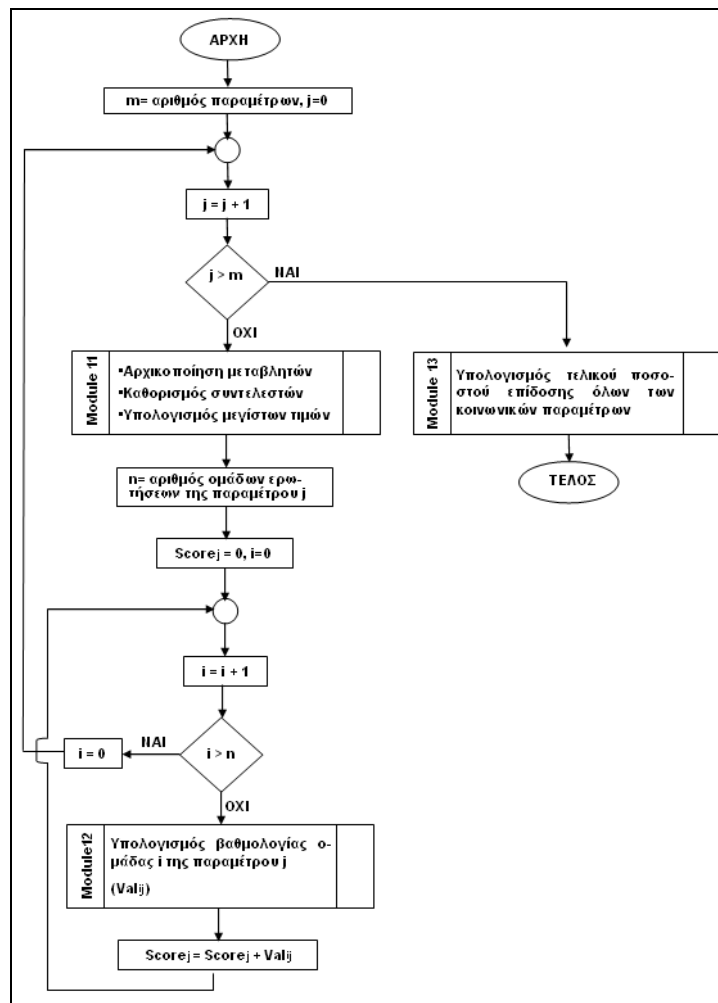 ΑΡΧΗ
m= αριθμός παραμέτρων, j=0
j = j + 1
j > m
ΝΑΙ
ΟΧΙ
Module 11
▪Αρχικοποίηση μεταβλητών
▪Καθορισμός συντελεστών
▪Υπολογισμός μεγίστων τιμών
Module 13
Υπολογισμός τελικού ποσο-
στού επίδοσης όλων των
κοινωνικών παραμέτρων
ΤΕΛΟΣ
n= αριθμός ομάδων ερω-
τήσεων της παραμέτρου j
Scorej = 0, i=0
i = i + 1
i > n
ΝΑΙ
i = 0
ΟΧΙ
Module12
Υπολογισμός βαθμολογίας ο-
μάδας i της παραμέτρου j
(Valij)
Scorej = Scorej + Valij